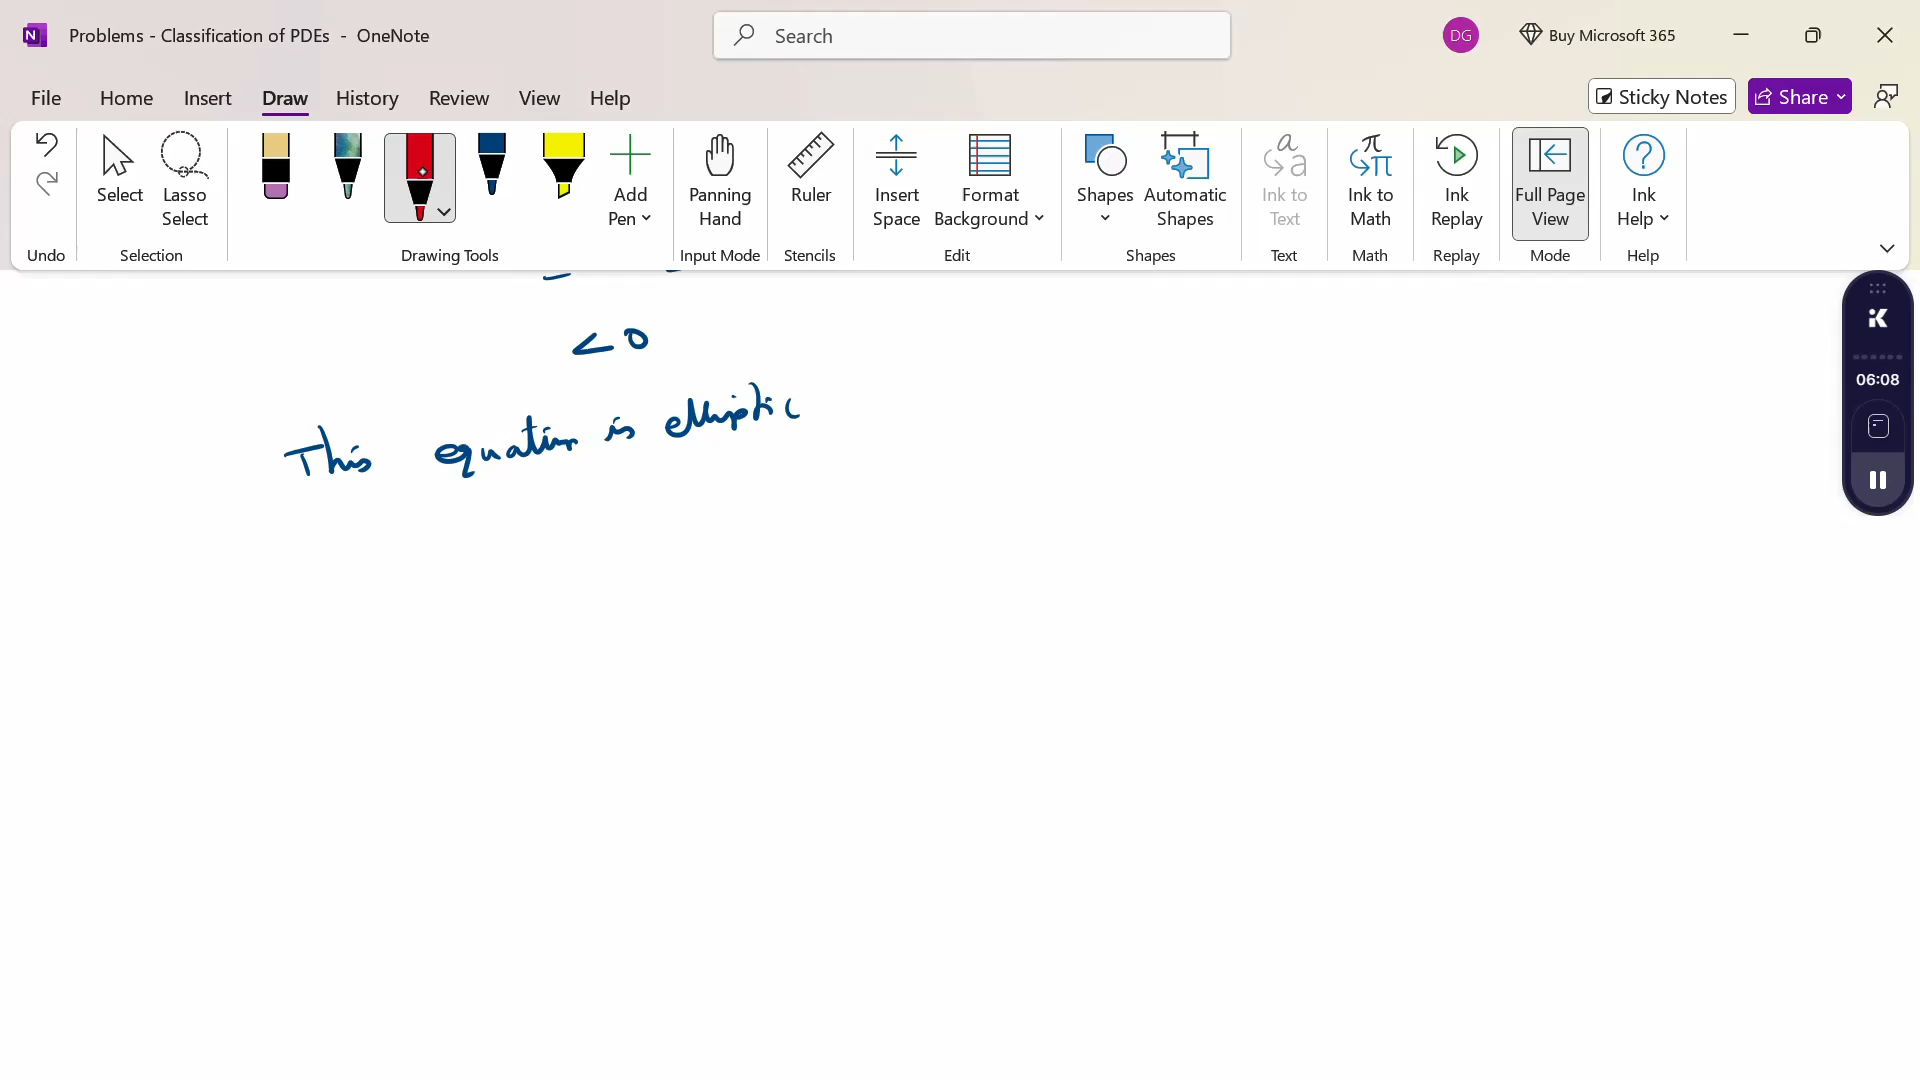 Problems - Classification of PDEs - OneNote
Search
DG
Buy Microsoft 365
File Home Insert Draw History Review View Help
Sticky Notes
Share
Select
Lasso Select
Add Pen
Panning Hand
Ruler
Insert Space
Format Background
Shapes
Automatic Shapes
Ink to Text
Ink to Math
Ink Replay
Full Page View
Ink Help
Undo Selection Drawing Tools Input Mode Stencils Edit Shapes Text Math Replay Mode Help
< 0
06:08
This equation is elliptic